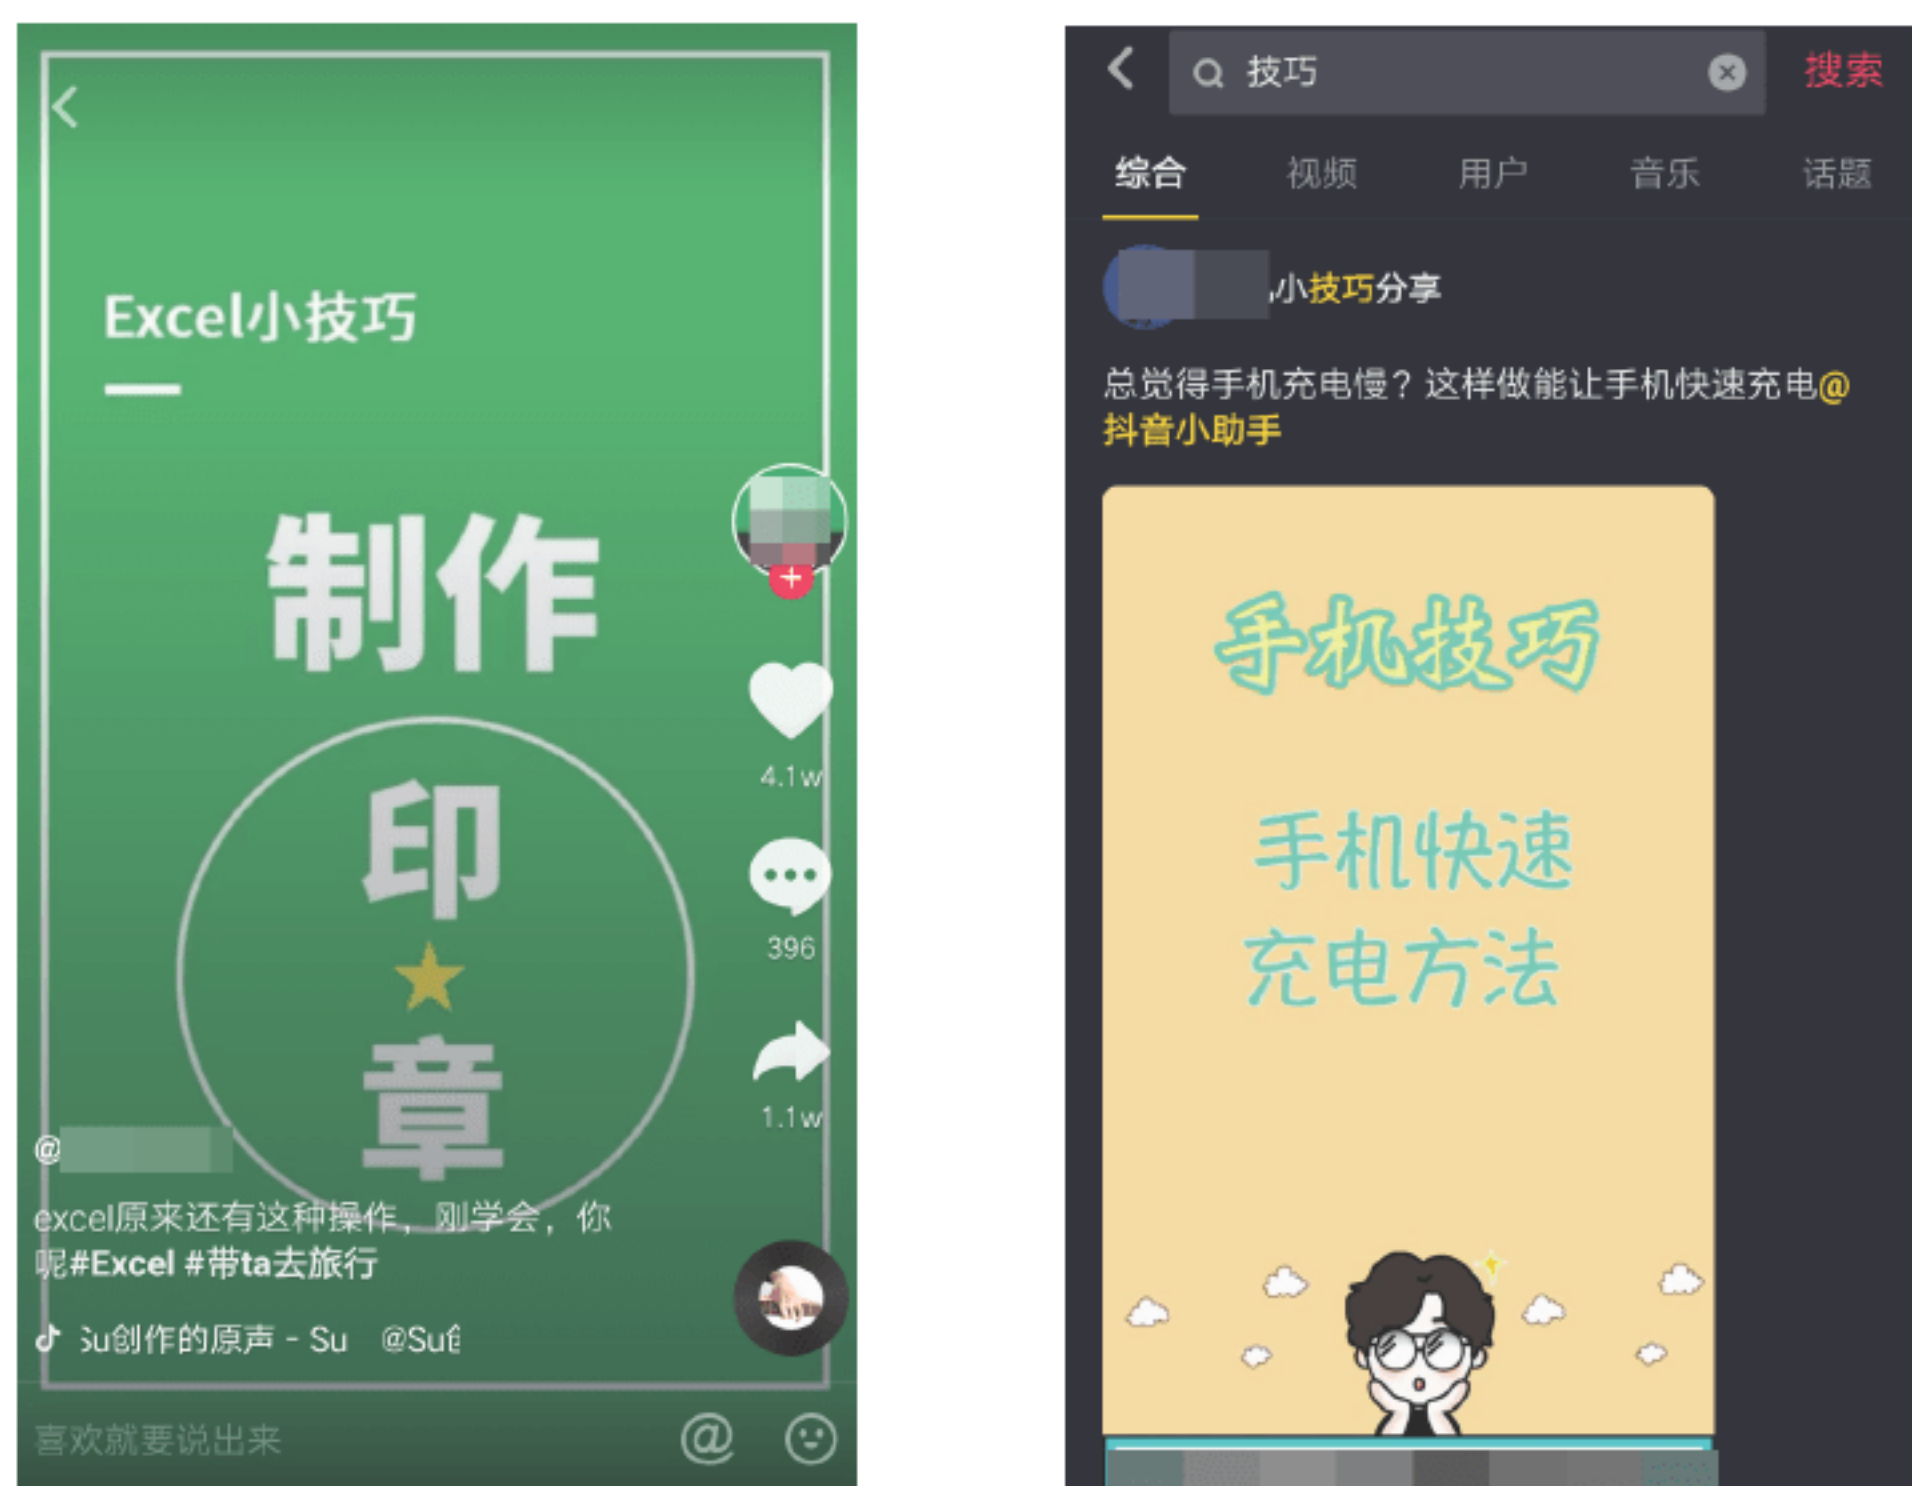 Excel小技巧
制作
印
章
4.1w
396
1.1w
@
excel原来还有这种操作，刚学会，你
呢#Excel #带ta去旅行
Su创作的原声 - Su @Su创
喜欢就要说出来
@
技巧
搜索
综合 视频 用户 音乐 话题
小技巧分享
总觉得手机充电慢？这样做能让手机快速充电@
抖音小助手
手机技巧
手机快速
充电方法